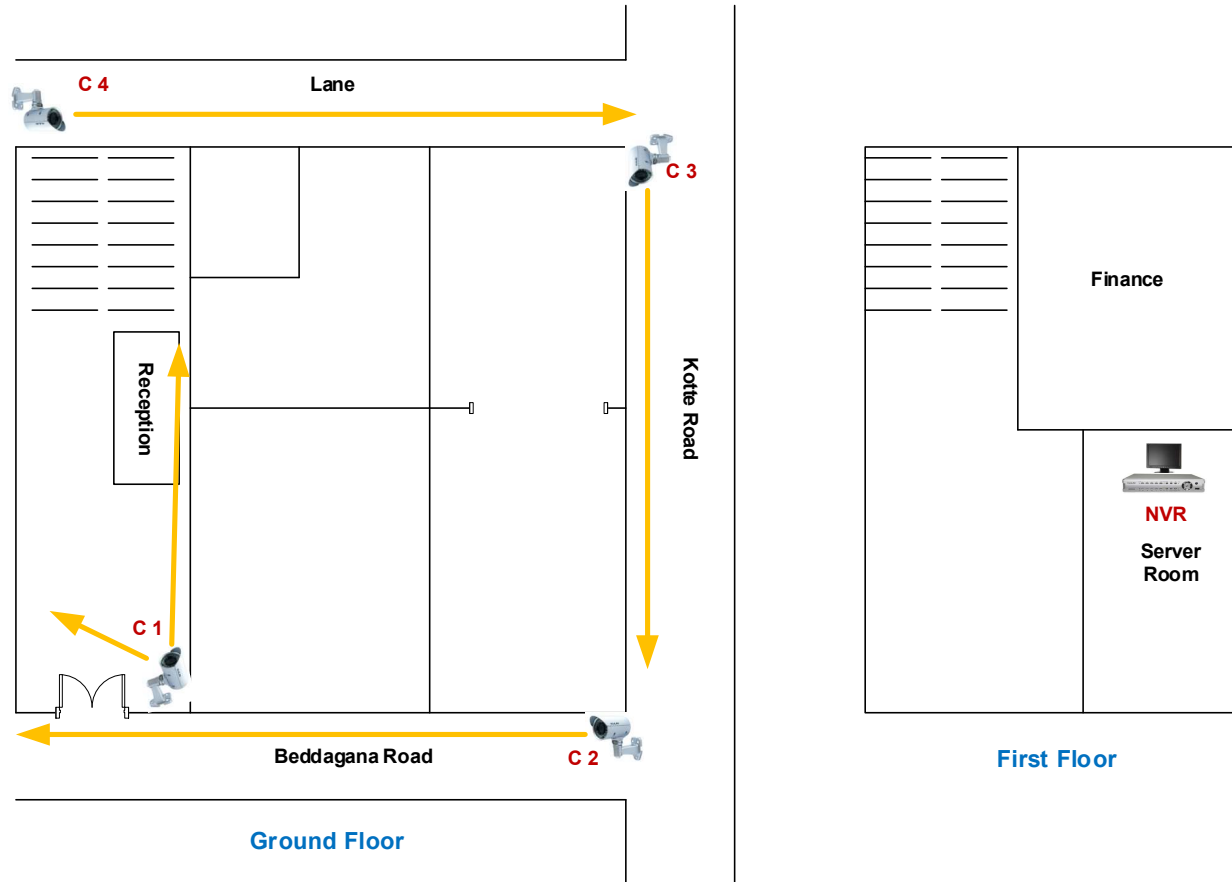 C 4
Lane
C 3
Finance
Reception
Kotte Road
NVR
Server
Room
C 1
Beddagana Road
C 2
First Floor
Ground Floor